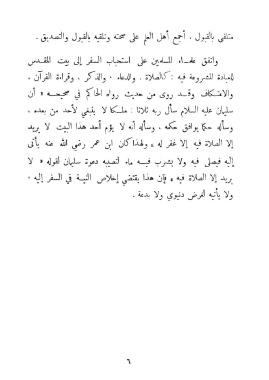 متلقى بالقبول ، أجمع أهل العلم على صحته وتلقيه بالقبول والتصديق .
واتفق علماء المسلمين على استحباب السفر إلى بيت المقدس
للعبادة المشروعة فيه : كالصلاة . والدعاء . والذكر ، وقراءة القرآن ،
والاعتكاف وقد روى من حديث رواه الحاكم في صحيحه « أن
سليمان عليه السلام سأل ربه ثلاثا : ملكا لا ينبغي لأحد من بعده ،
وسأله حكما يوافق حكمه ، وسأله أنه لا يؤم أحد هذا البيت لا يريد
إلا الصلاة فيه إلا غفر له » ولهذا كان ابن عمر رضي الله عنه يأتى
إليه فيصلى فيه ولا يشرب فيه ماء لتصيبه دعوة سليمان لقوله « لا
يريد إلا الصلاة فيه » فإن هذا يقتضي إخلاص النية في السفر إليه ،
ولا يأتيه لغرض دنيوي ولا بدعة .
٦